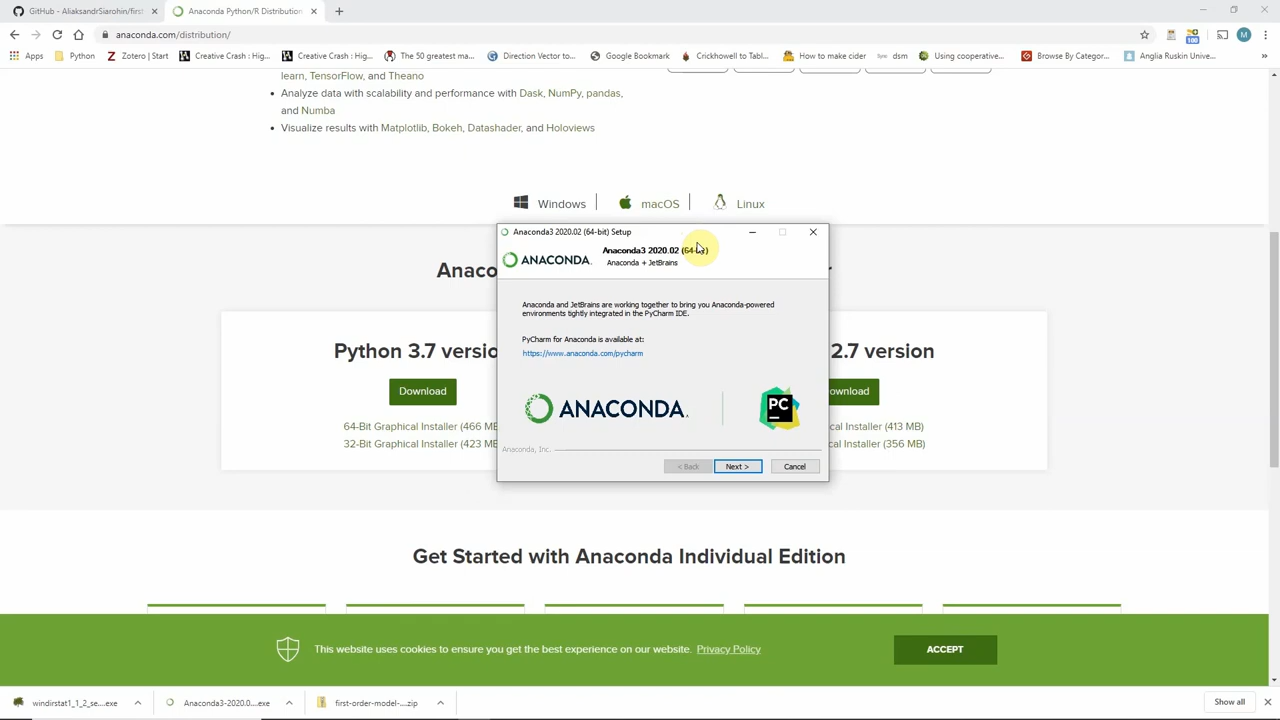 GitHub - AliaksandrSiarohin/first
Anaconda Python/R Distribution
anaconda.com/distribution/
M
Apps
Python
Zotero | Start
Creative Crash : Hig...
Creative Crash : Hig...
The 50 greatest ma...
Direction Vector to...
Google Bookmark
Crickhowell to Tabl...
How to make cider
dsm
Using cooperative...
Browse By Categor...
Anglia Ruskin Unive...
learn, TensorFlow, and Theano
Analyze data with scalability and performance with Dask, NumPy, pandas,
and Numba
Visualize results with Matplotlib, Bokeh, Datashader, and Holoviews
Windows
macOS
Linux
Anaconda3 2020.02 (64-bit) Setup
Anaconda3 2020.02 (64-bit)
Anaconda + JetBrains
ANACONDA.
Anaconda and JetBrains are working together to bring you Anaconda-powered
environments tightly integrated in the PyCharm IDE.
PyCharm for Anaconda is available at:
https://www.anaconda.com/pycharm
ANACONDA.
PC
Anaconda, Inc.
< Back
Next >
Cancel
Anaco
r
Python 3.7 versio
Download
64-Bit Graphical Installer (466 MB
32-Bit Graphical Installer (423 MB
2.7 version
ownload
cal Installer (413 MB)
cal Installer (356 MB)
Get Started with Anaconda Individual Edition
This website uses cookies to ensure you get the best experience on our website. Privacy Policy
ACCEPT
windirstat1_1_2_se....exe
Anaconda3-2020.0....exe
first-order-model-....zip
Show all